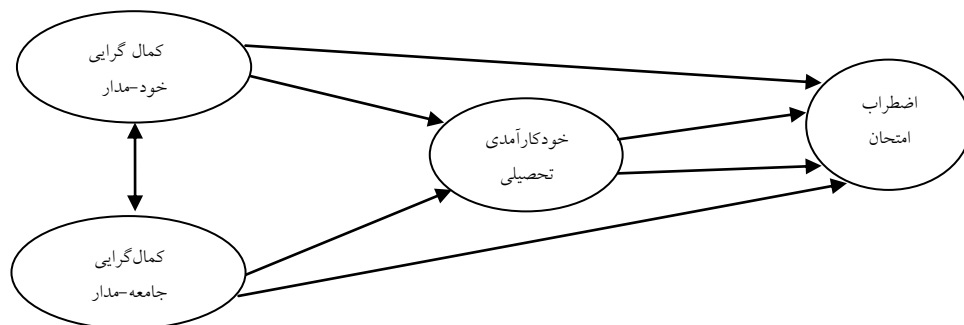 کمال گرایی
خود-مدار
اضطراب
امتحان
خودکارآمدی
تحصیلی
کمال‌گرایی
جامعه-مدار